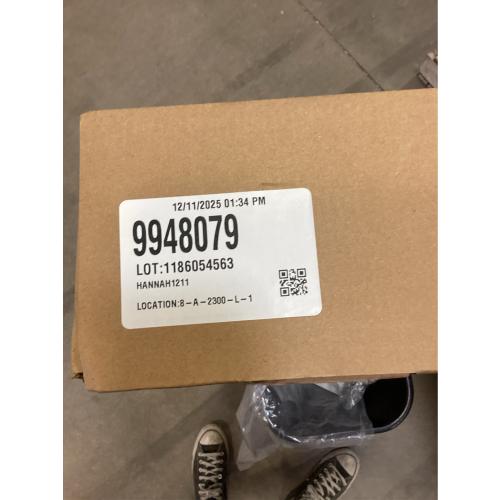 12/11/2025 01:34 PM
9948079
LOT:1186054563
HANNAH1211
LOCATION:8-A-2300-L-1